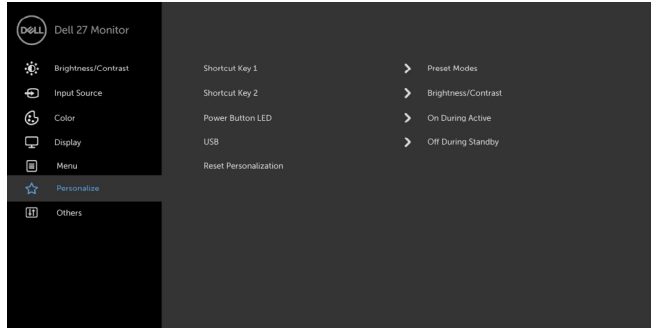 DELL Dell 27 Monitor
Brightness/Contrast Shortcut Key 1 Preset Modes
Input Source Shortcut Key 2 Brightness/Contrast
Color Power Button LED On During Active
Display USB Off During Standby
Menu Reset Personalization
Personalize
Others